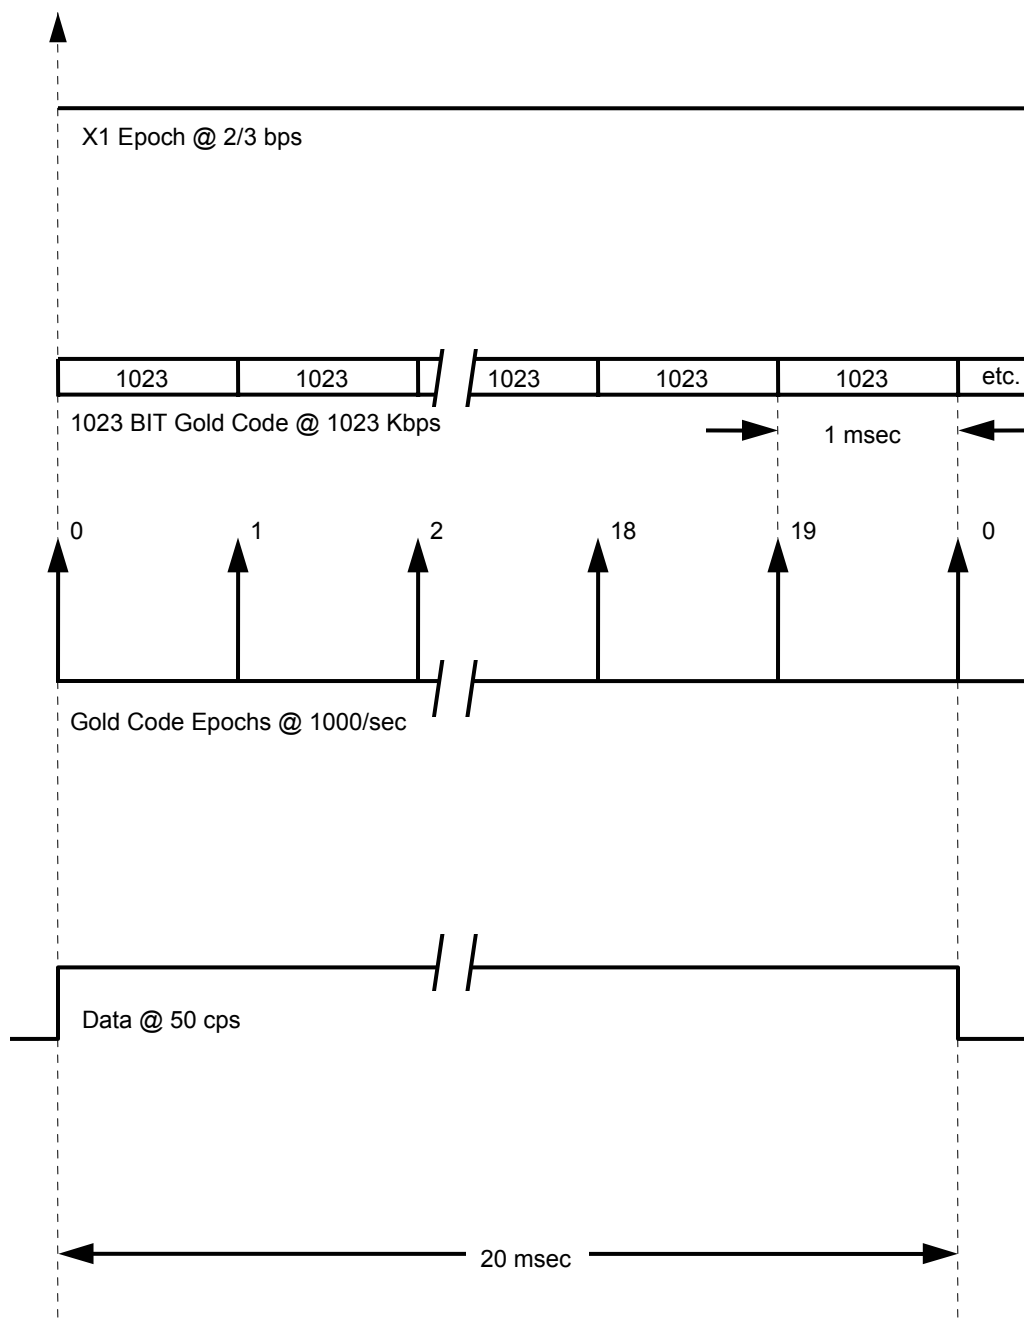 X1 Epoch @ 2/3 bps
1023 1023 1023 1023 1023 etc.
1023 BIT Gold Code @ 1023 Kbps
1 msec
0 1 2 18 19 0
Gold Code Epochs @ 1000/sec
Data @ 50 cps
20 msec